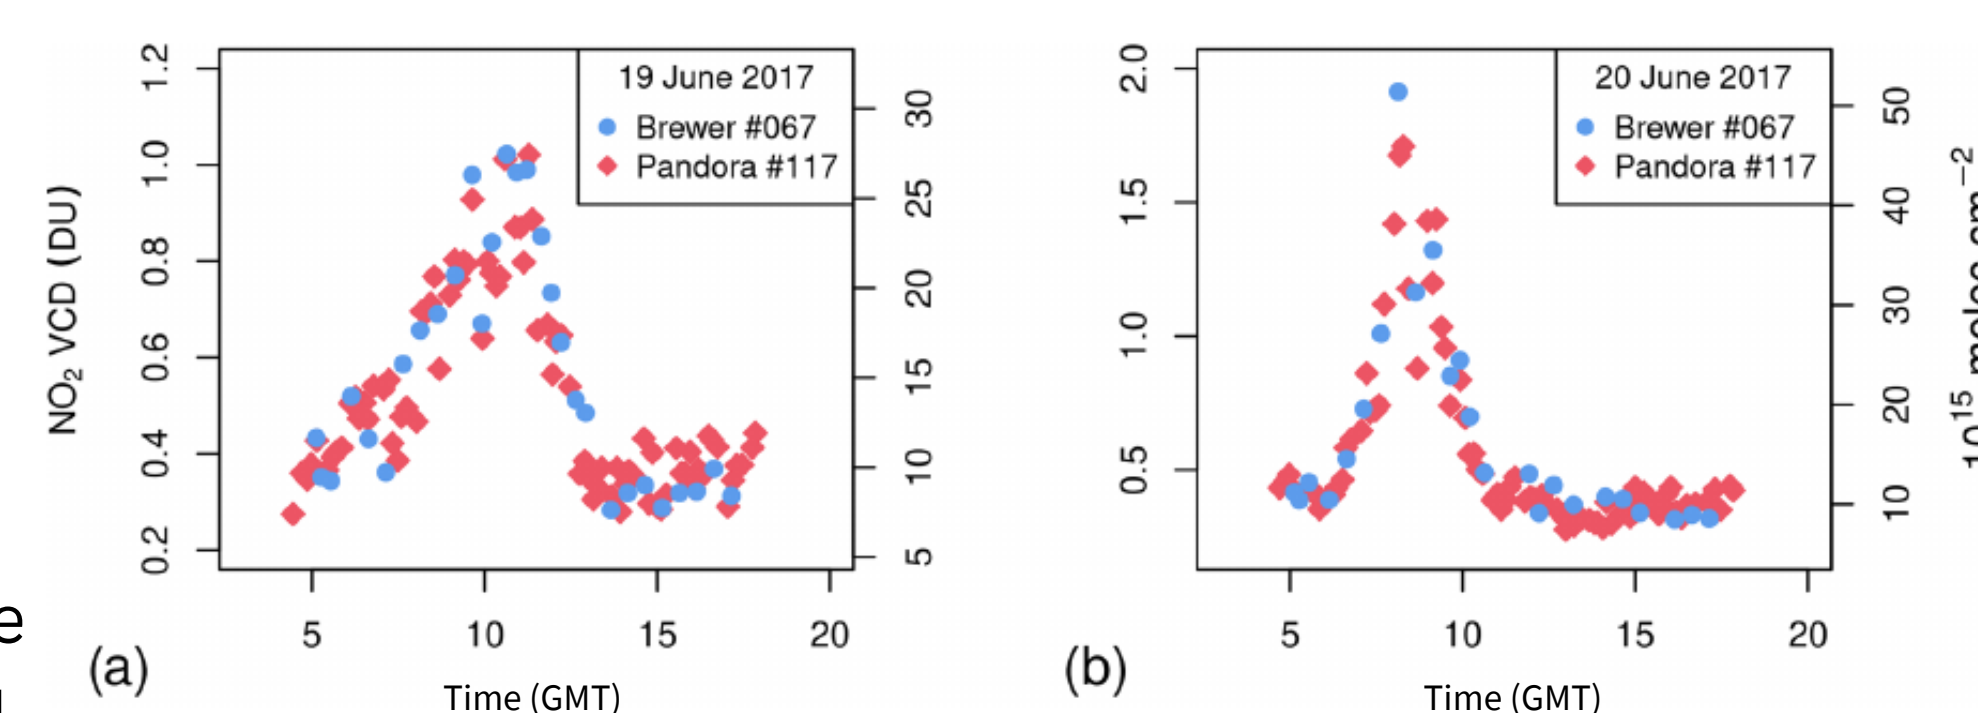 19 June 2017
Brewer #067
Pandora #117
NO₂ VCD (DU)
0.2 0.4 0.6 0.8 1.0 1.2
5 10 15 20 25 30
5 10 15 20
Time (GMT)
(a)
20 June 2017
Brewer #067
Pandora #117
0.5 1.0 1.5 2.0
10 20 30 40 50
5 10 15 20
Time (GMT)
(b)
e